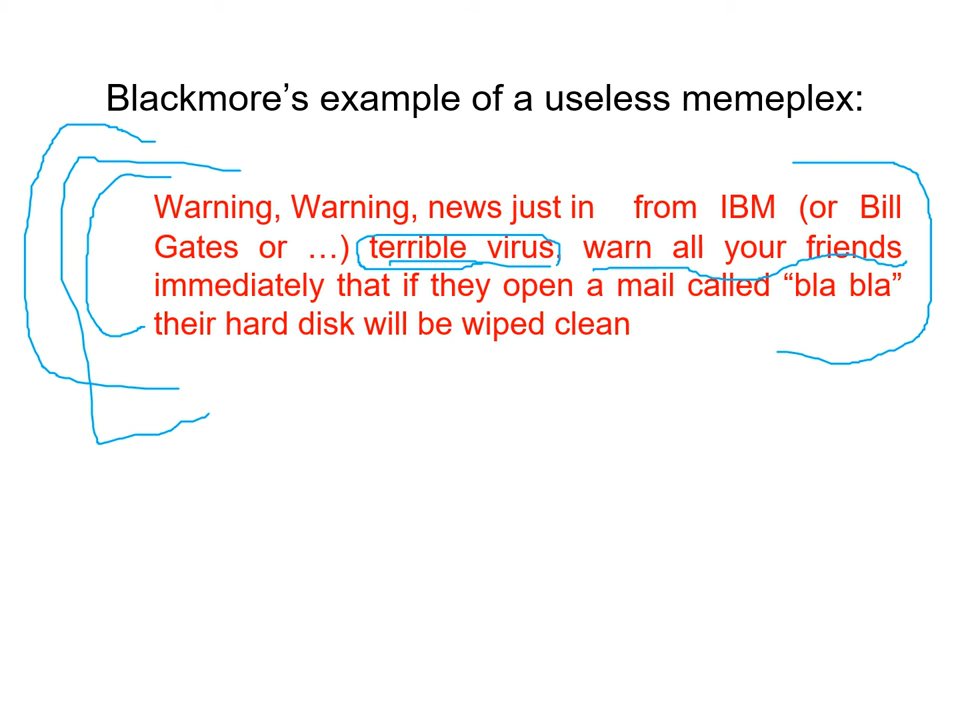 Blackmore’s example of a useless memeplex:
Warning, Warning, news just in from IBM (or Bill
Gates or …) terrible virus, warn all your friends
immediately that if they open a mail called “bla bla”
their hard disk will be wiped clean